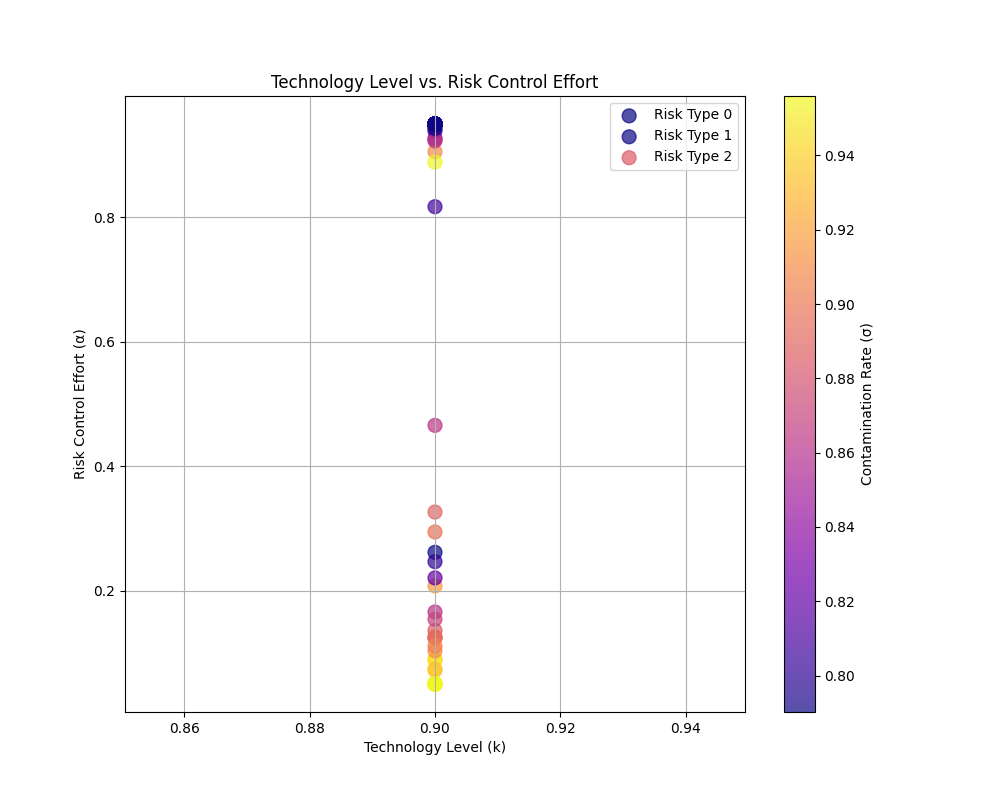 Technology Level vs. Risk Control Effort
Risk Type 0
Risk Type 1
Risk Type 2
Risk Control Effort (α)
0.8
0.6
0.4
0.2
0.86
0.88
0.90
0.92
0.94
Technology Level (k)
0.94
0.92
0.90
0.88
0.86
0.84
0.82
0.80
Contamination Rate (σ)